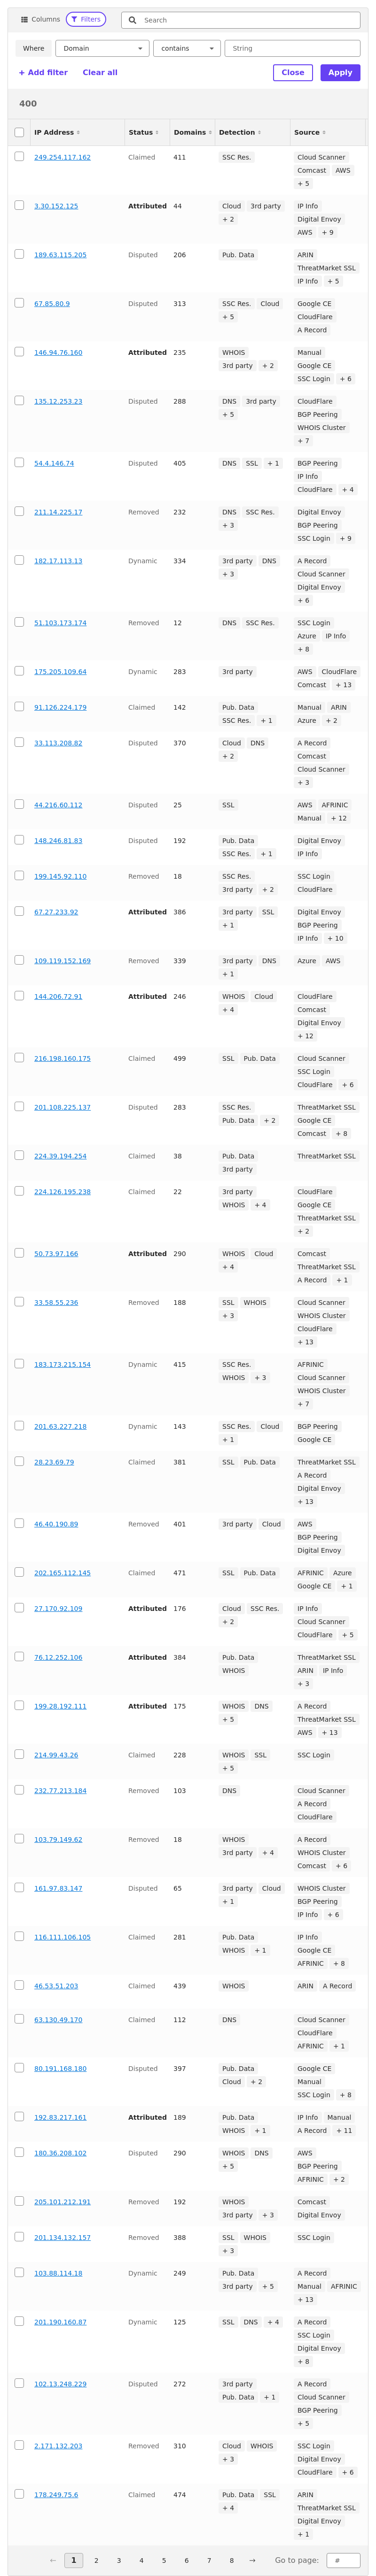 Columns Filters Search
Where Domain contains String
+ Add filter Clear all Close Apply
400
IP Address Status Domains Detection Source
249.254.117.162 Claimed 411 SSC Res. Cloud Scanner
Comcast AWS
+ 5
3.30.152.125 Attributed 44 Cloud 3rd party IP Info
+ 2 Digital Envoy
AWS + 9
189.63.115.205 Disputed 206 Pub. Data ARIN
ThreatMarket SSL
IP Info + 5
67.85.80.9 Disputed 313 SSC Res. Cloud Google CE
+ 5 CloudFlare
A Record
146.94.76.160 Attributed 235 WHOIS Manual
3rd party + 2 Google CE
SSC Login + 6
135.12.253.23 Disputed 288 DNS 3rd party CloudFlare
+ 5 BGP Peering
WHOIS Cluster
+ 7
54.4.146.74 Disputed 405 DNS SSL + 1 BGP Peering
IP Info
CloudFlare + 4
211.14.225.17 Removed 232 DNS SSC Res. Digital Envoy
+ 3 BGP Peering
SSC Login + 9
182.17.113.13 Dynamic 334 3rd party DNS A Record
+ 3 Cloud Scanner
Digital Envoy
+ 6
51.103.173.174 Removed 12 DNS SSC Res. SSC Login
Azure IP Info
+ 8
175.205.109.64 Dynamic 283 3rd party AWS CloudFlare
Comcast + 13
91.126.224.179 Claimed 142 Pub. Data Manual ARIN
SSC Res. + 1 Azure + 2
33.113.208.82 Disputed 370 Cloud DNS A Record
+ 2 Comcast
Cloud Scanner
+ 3
44.216.60.112 Disputed 25 SSL AWS AFRINIC
Manual + 12
148.246.81.83 Disputed 192 Pub. Data Digital Envoy
SSC Res. + 1 IP Info
199.145.92.110 Removed 18 SSC Res. SSC Login
3rd party + 2 CloudFlare
67.27.233.92 Attributed 386 3rd party SSL Digital Envoy
+ 1 BGP Peering
IP Info + 10
109.119.152.169 Removed 339 3rd party DNS Azure AWS
+ 1
144.206.72.91 Attributed 246 WHOIS Cloud CloudFlare
+ 4 Comcast
Digital Envoy
+ 12
216.198.160.175 Claimed 499 SSL Pub. Data Cloud Scanner
SSC Login
CloudFlare + 6
201.108.225.137 Disputed 283 SSC Res. ThreatMarket SSL
Pub. Data + 2 Google CE
Comcast + 8
224.39.194.254 Claimed 38 Pub. Data ThreatMarket SSL
3rd party
224.126.195.238 Claimed 22 3rd party CloudFlare
WHOIS + 4 Google CE
ThreatMarket SSL
+ 2
50.73.97.166 Attributed 290 WHOIS Cloud Comcast
+ 4 ThreatMarket SSL
A Record + 1
33.58.55.236 Removed 188 SSL WHOIS Cloud Scanner
+ 3 WHOIS Cluster
CloudFlare
+ 13
183.173.215.154 Dynamic 415 SSC Res. AFRINIC
WHOIS + 3 Cloud Scanner
WHOIS Cluster
+ 7
201.63.227.218 Dynamic 143 SSC Res. Cloud BGP Peering
+ 1 Google CE
28.23.69.79 Claimed 381 SSL Pub. Data ThreatMarket SSL
A Record
Digital Envoy
+ 13
46.40.190.89 Removed 401 3rd party Cloud AWS
BGP Peering
Digital Envoy
202.165.112.145 Claimed 471 SSL Pub. Data AFRINIC Azure
Google CE + 1
27.170.92.109 Attributed 176 Cloud SSC Res. IP Info
+ 2 Cloud Scanner
CloudFlare + 5
76.12.252.106 Attributed 384 Pub. Data ThreatMarket SSL
WHOIS ARIN IP Info
+ 3
199.28.192.111 Attributed 175 WHOIS DNS A Record
+ 5 ThreatMarket SSL
AWS + 13
214.99.43.26 Claimed 228 WHOIS SSL SSC Login
+ 5
232.77.213.184 Removed 103 DNS Cloud Scanner
A Record
CloudFlare
103.79.149.62 Removed 18 WHOIS A Record
3rd party + 4 WHOIS Cluster
Comcast + 6
161.97.83.147 Disputed 65 3rd party Cloud WHOIS Cluster
+ 1 BGP Peering
IP Info + 6
116.111.106.105 Claimed 281 Pub. Data IP Info
WHOIS + 1 Google CE
AFRINIC + 8
46.53.51.203 Claimed 439 WHOIS ARIN A Record
63.130.49.170 Claimed 112 DNS Cloud Scanner
CloudFlare
AFRINIC + 1
80.191.168.180 Disputed 397 Pub. Data Google CE
Cloud + 2 Manual
SSC Login + 8
192.83.217.161 Attributed 189 Pub. Data IP Info Manual
WHOIS + 1 A Record + 11
180.36.208.102 Disputed 290 WHOIS DNS AWS
+ 5 BGP Peering
AFRINIC + 2
205.101.212.191 Removed 192 WHOIS Comcast
3rd party + 3 Digital Envoy
201.134.132.157 Removed 388 SSL WHOIS SSC Login
+ 3
103.88.114.18 Dynamic 249 Pub. Data A Record
3rd party + 5 Manual AFRINIC
+ 13
201.190.160.87 Dynamic 125 SSL DNS + 4 A Record
SSC Login
Digital Envoy
+ 8
102.13.248.229 Disputed 272 3rd party A Record
Pub. Data + 1 Cloud Scanner
BGP Peering
+ 5
2.171.132.203 Removed 310 Cloud WHOIS SSC Login
+ 3 Digital Envoy
CloudFlare + 6
178.249.75.6 Claimed 474 Pub. Data SSL ARIN
+ 4 ThreatMarket SSL
Digital Envoy
+ 1
← 1 2 3 4 5 6 7 8 → Go to page: #